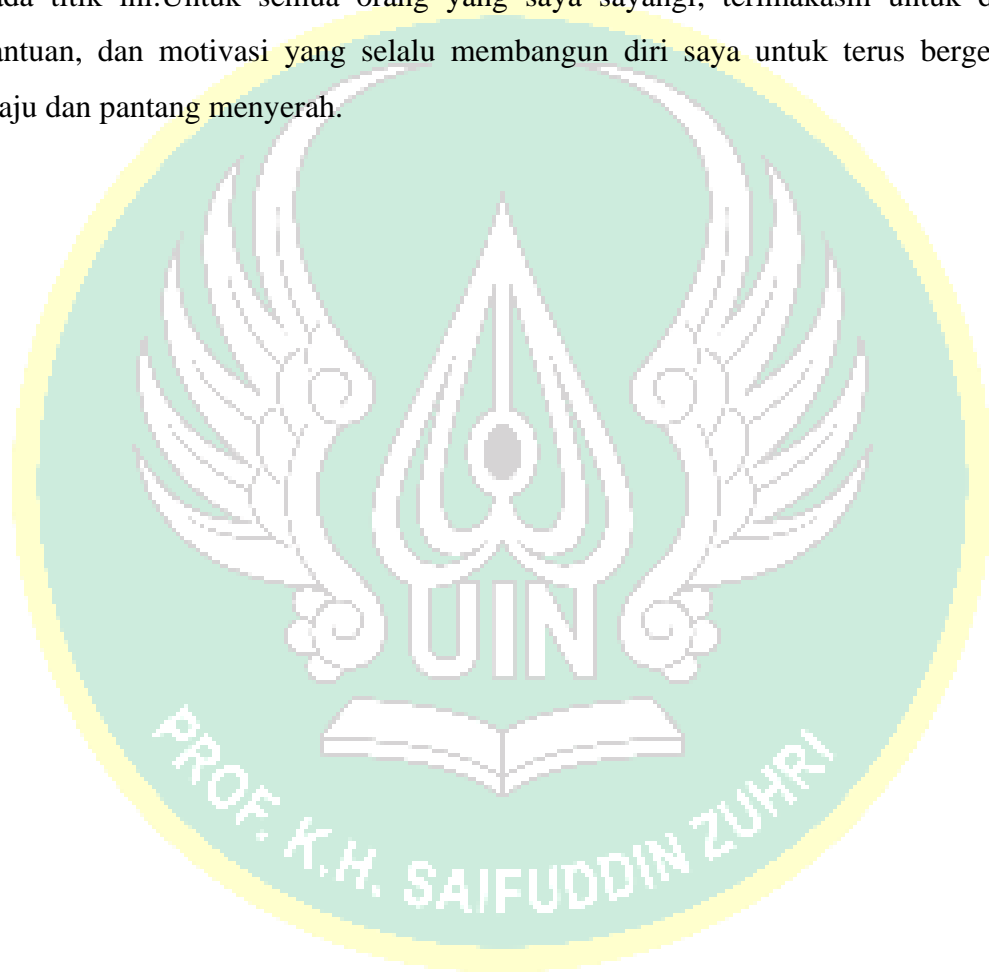 ada titik ini.Untuk semua orang yang saya sayangi, terimakasih untuk d
antuan, dan motivasi yang selalu membangun diri saya untuk terus berge
aju dan pantang menyerah.
UIN
PROF. K.H. SAIFUDDIN ZUHRI